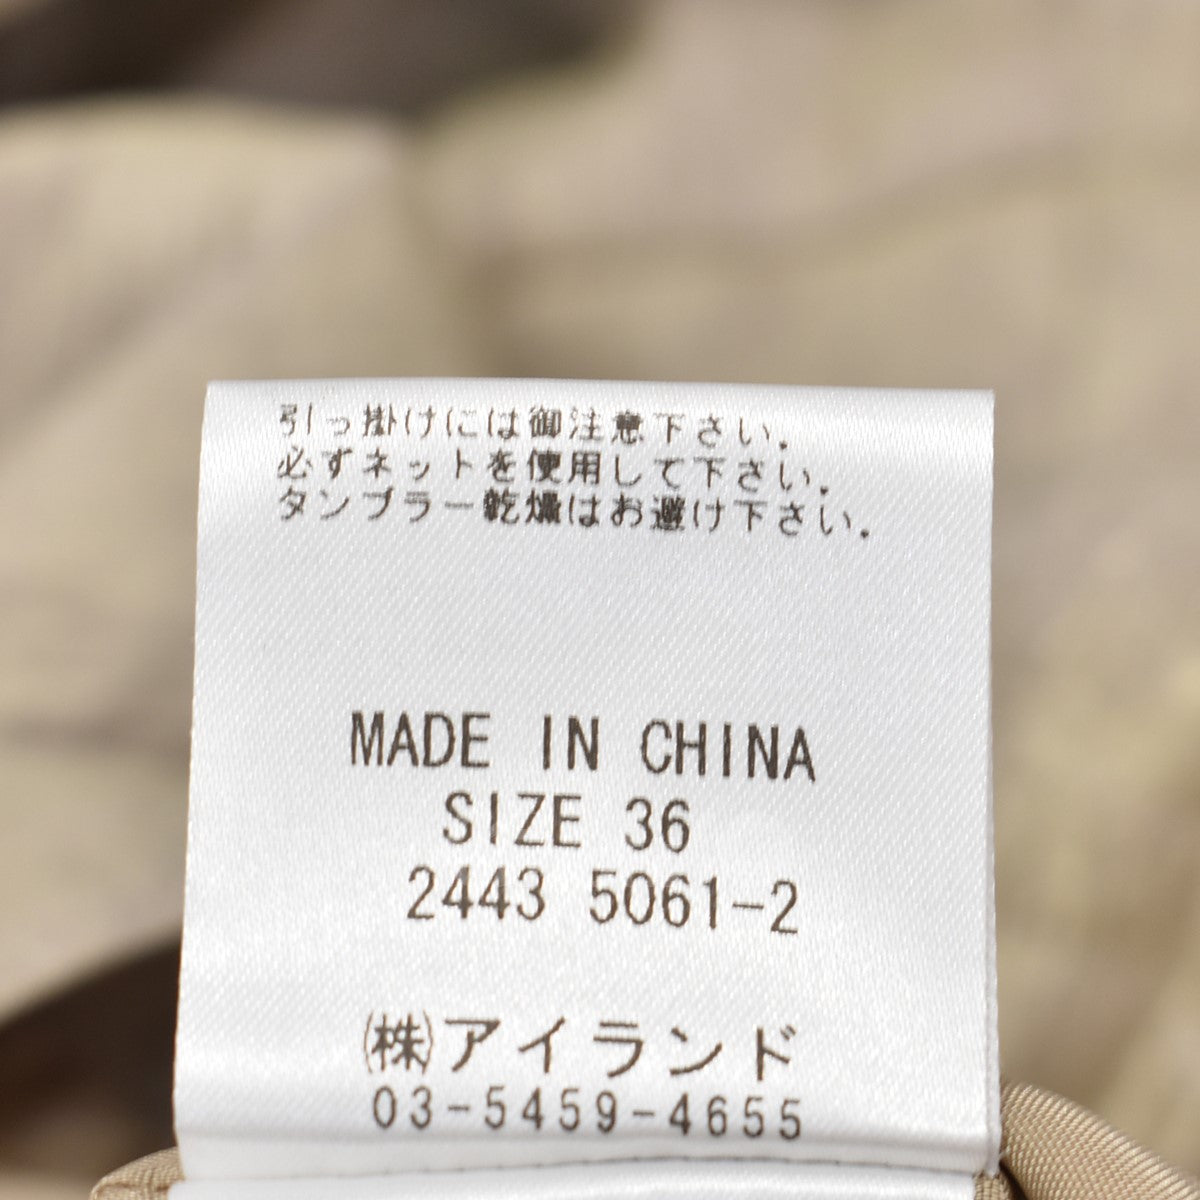 引っ掛けには御注意下さい.
必ずネットを使用して下さい.
タンブラー乾燥はお避け下さい.
MADE IN CHINA
SIZE 36
2443 5061-2
㈱アイランド
03-5459-4655